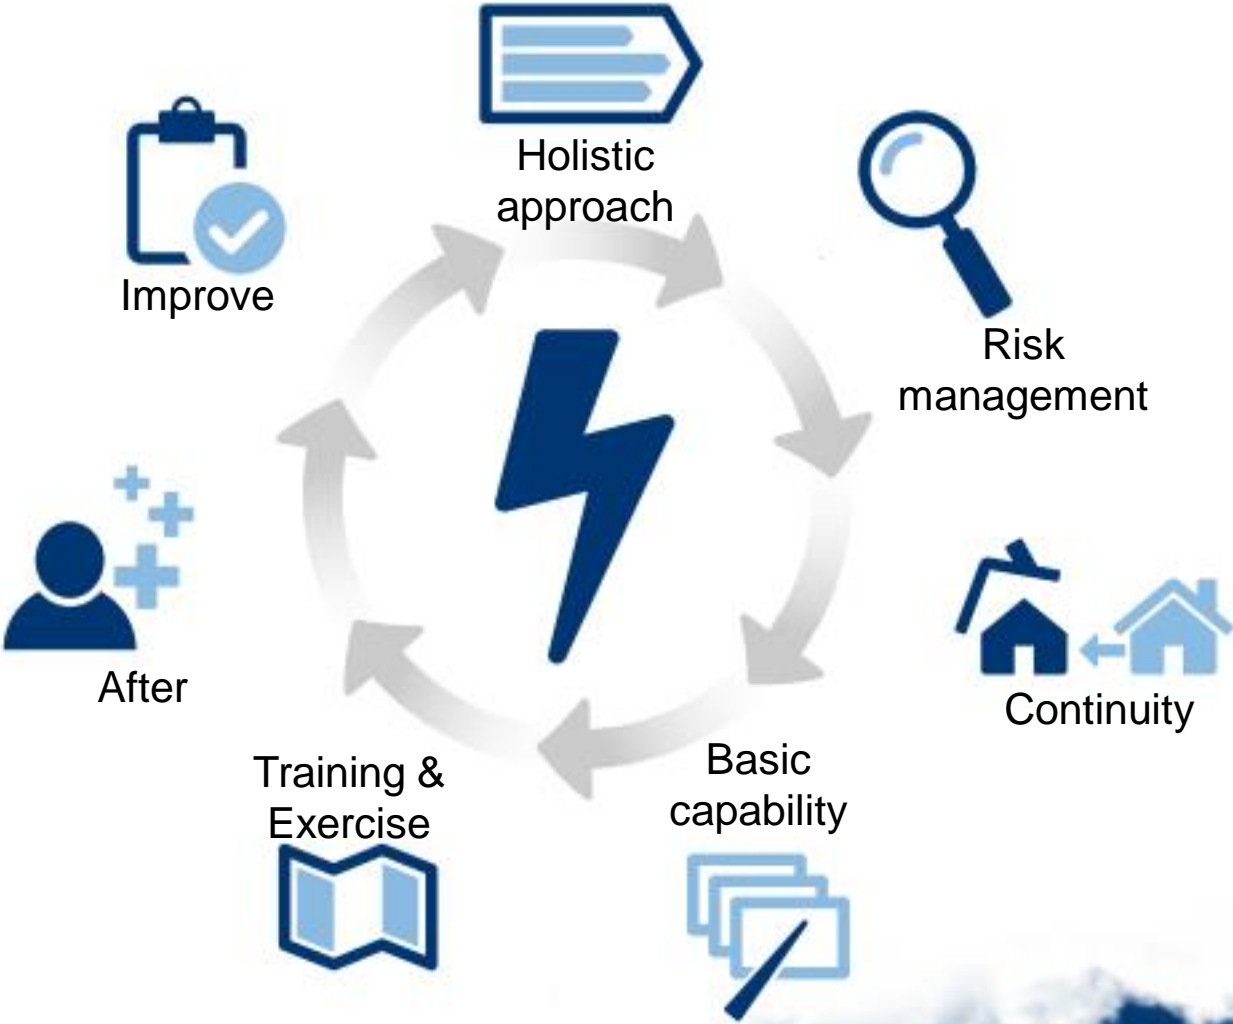 Holistic
approach
Risk
management
Continuity
Basic
capability
Training &
Exercise
After
Improve